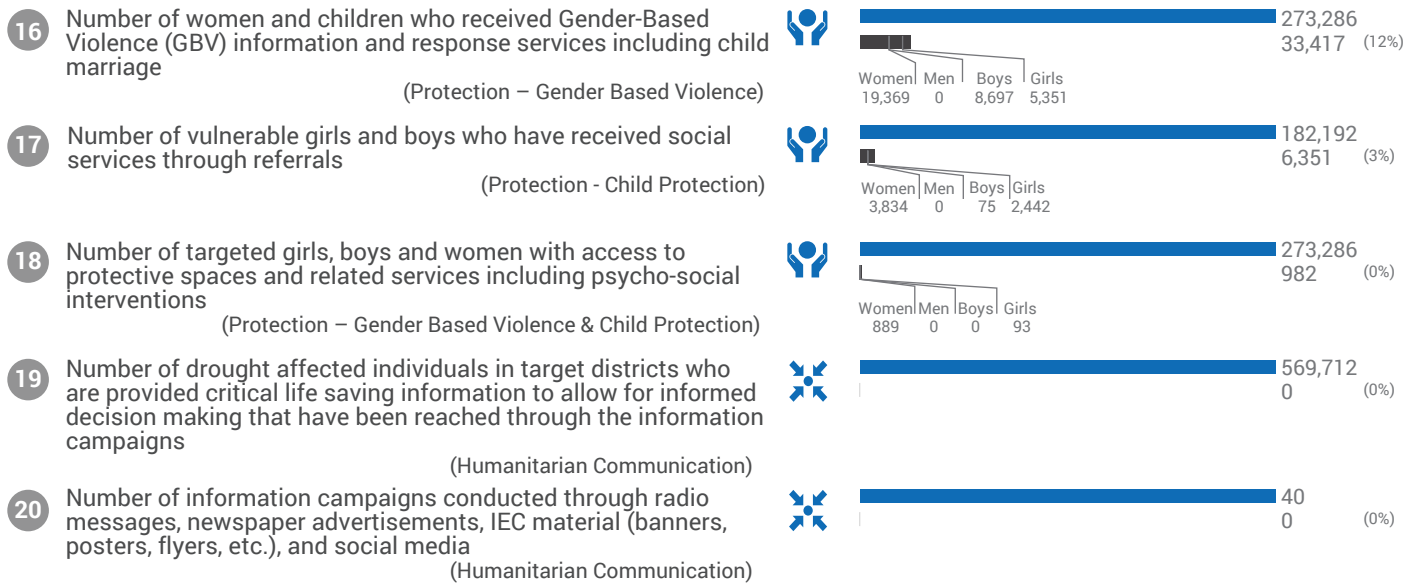 16
Number of women and children who received Gender-Based
Violence (GBV) information and response services including child
marriage
(Protection – Gender Based Violence)
273,286
33,417 (12%)
Women Men Boys Girls
19,369 0 8,697 5,351
17
Number of vulnerable girls and boys who have received social
services through referrals
(Protection - Child Protection)
182,192
6,351 (3%)
Women Men Boys Girls
3,834 0 75 2,442
18
Number of targeted girls, boys and women with access to
protective spaces and related services including psycho-social
interventions
(Protection – Gender Based Violence & Child Protection)
273,286
982 (0%)
Women Men Boys Girls
889 0 0 93
19
Number of drought affected individuals in target districts who
are provided critical life saving information to allow for informed
decision making that have been reached through the information
campaigns
(Humanitarian Communication)
569,712
0 (0%)
20
Number of information campaigns conducted through radio
messages, newspaper advertisements, IEC material (banners,
posters, flyers, etc.), and social media
(Humanitarian Communication)
40
0 (0%)